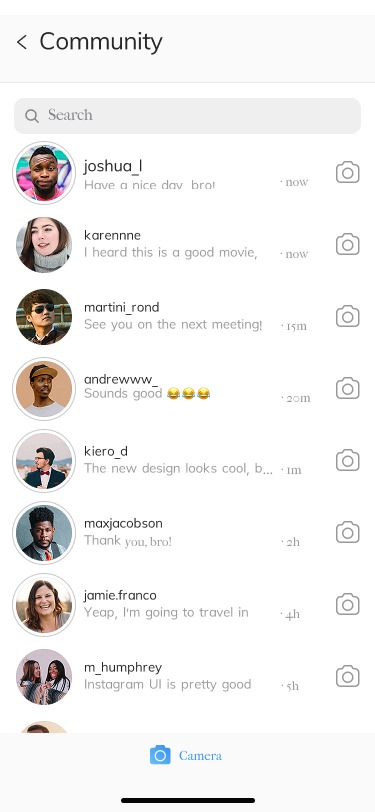 Community
Search
joshua_l
Have a nice day, bro!
· now
karennne
I heard this is a good movie,
· now
martini_rond
See you on the next meeting!
· 15m
andrewww_
Sounds good 😂😂😂
· 20m
kiero_d
The new design looks cool, b...
· 1m
maxjacobson
Thank you, bro!
· 2h
jamie.franco
Yeap, I'm going to travel in
· 4h
m_humphrey
Instagram UI is pretty good
· 5h
Camera